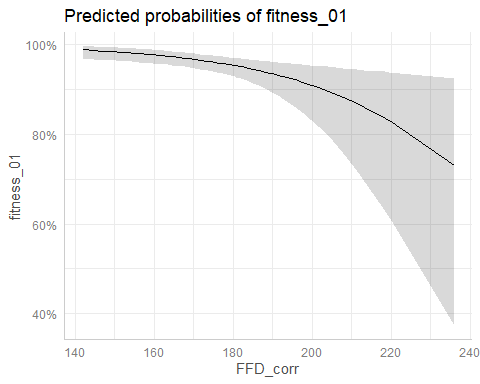 Predicted probabilities of fitness_01
100%
80%
60%
40%
fitness_01
140 160 180 200 220 240
FFD_corr